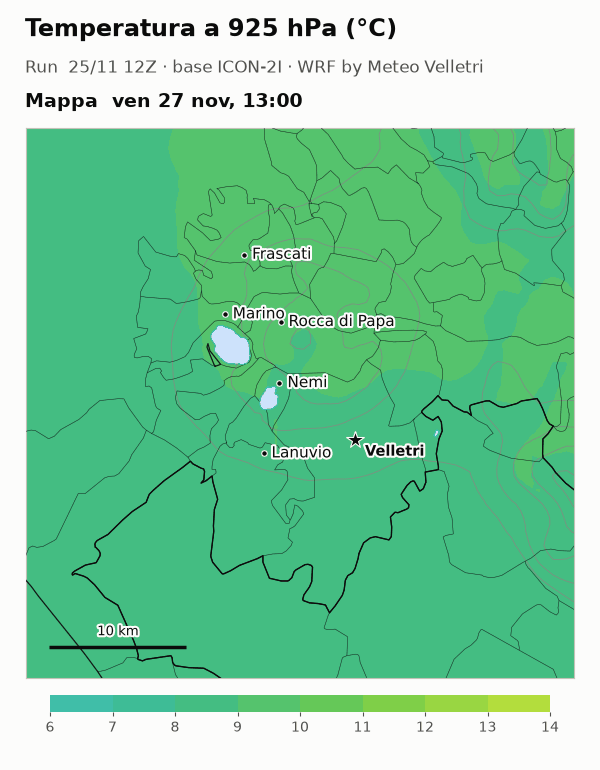 Temperatura a 925 hPa (°C)
Run  25/11 12Z · base ICON-2I · WRF by Meteo Velletri
Mappa  ven 27 nov, 13:00
Frascati
Marino
Rocca di Papa
Nemi
Velletri
Lanuvio
10 km
6 7 8 9 10 11 12 13 14